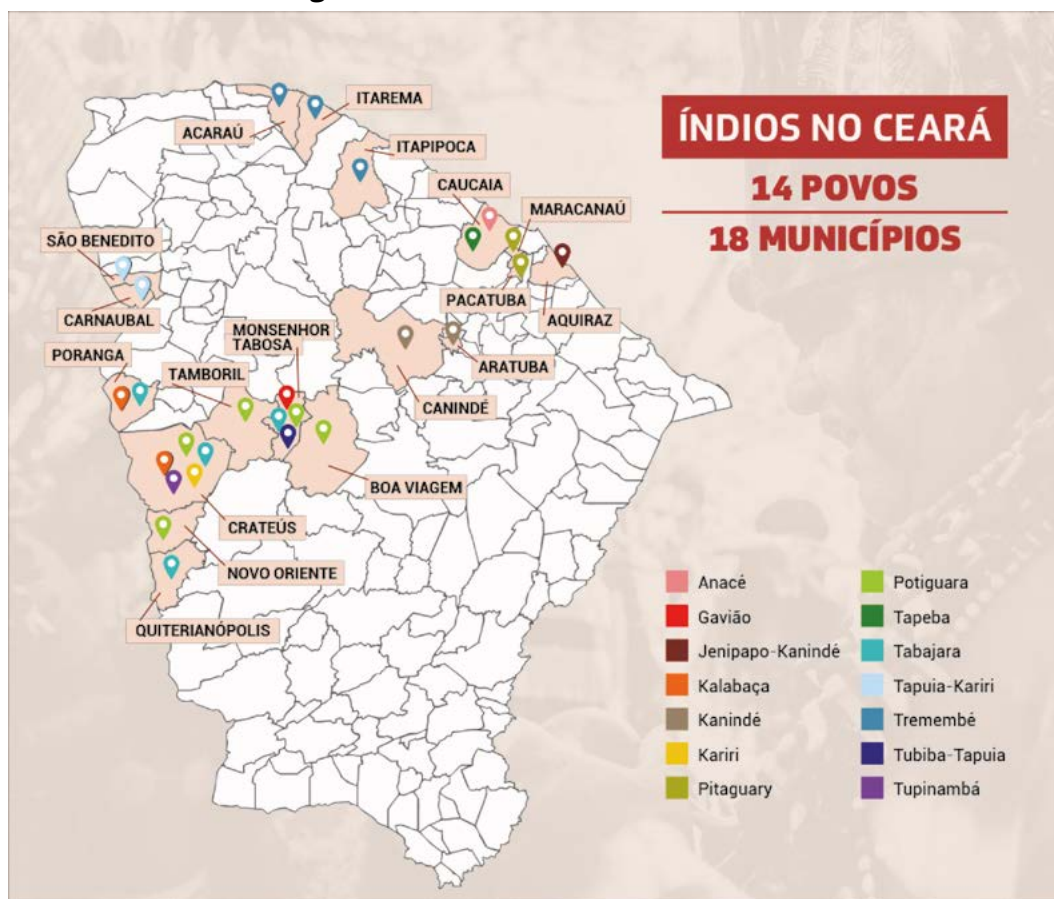 ITAREMA
ACARAÚ
ITAPIPOCA
CAUCAIA
MARACANAÚ
SÃO BENEDITO
CARNAUBAL
PACATUBA
AQUIRAZ
MONSENHOR
TABOSA
PORANGA
TAMBORIL
ARATUBA
CANINDÉ
BOA VIAGEM
CRATEÚS
NOVO ORIENTE
QUITERIANÓPOLIS
ÍNDIOS NO CEARÁ
14 POVOS
18 MUNICÍPIOS
Anacé
Gavião
Jenipapo-Kanindé
Kalabaça
Kanindé
Kariri
Pitaguary
Potiguara
Tapeba
Tabajara
Tapuia-Kariri
Tremembé
Tubiba-Tapuia
Tupinambá